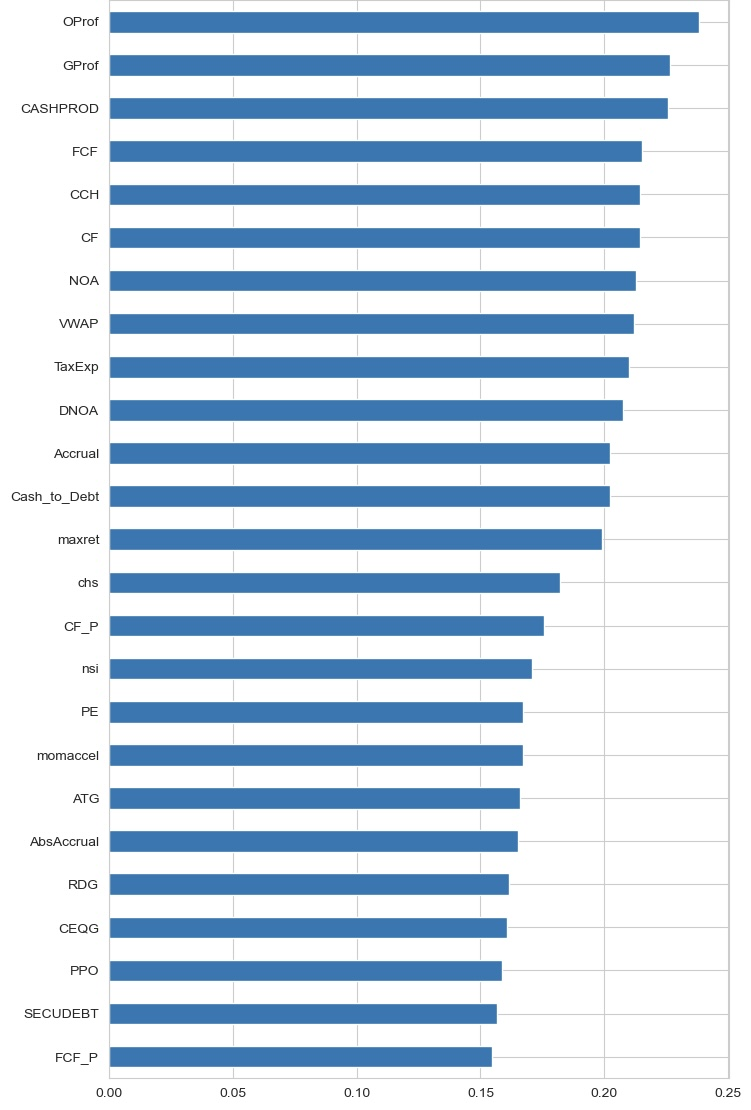 OProf
GProf
CASHPROD
FCF
CCH
CF
NOA
VWAP
TaxExp
DNOA
Accrual
Cash_to_Debt
maxret
chs
CF_P
nsi
PE
momaccel
ATG
AbsAccrual
RDG
CEQG
PPO
SECUDEBT
FCF_P
0.00 0.05 0.10 0.15 0.20 0.25